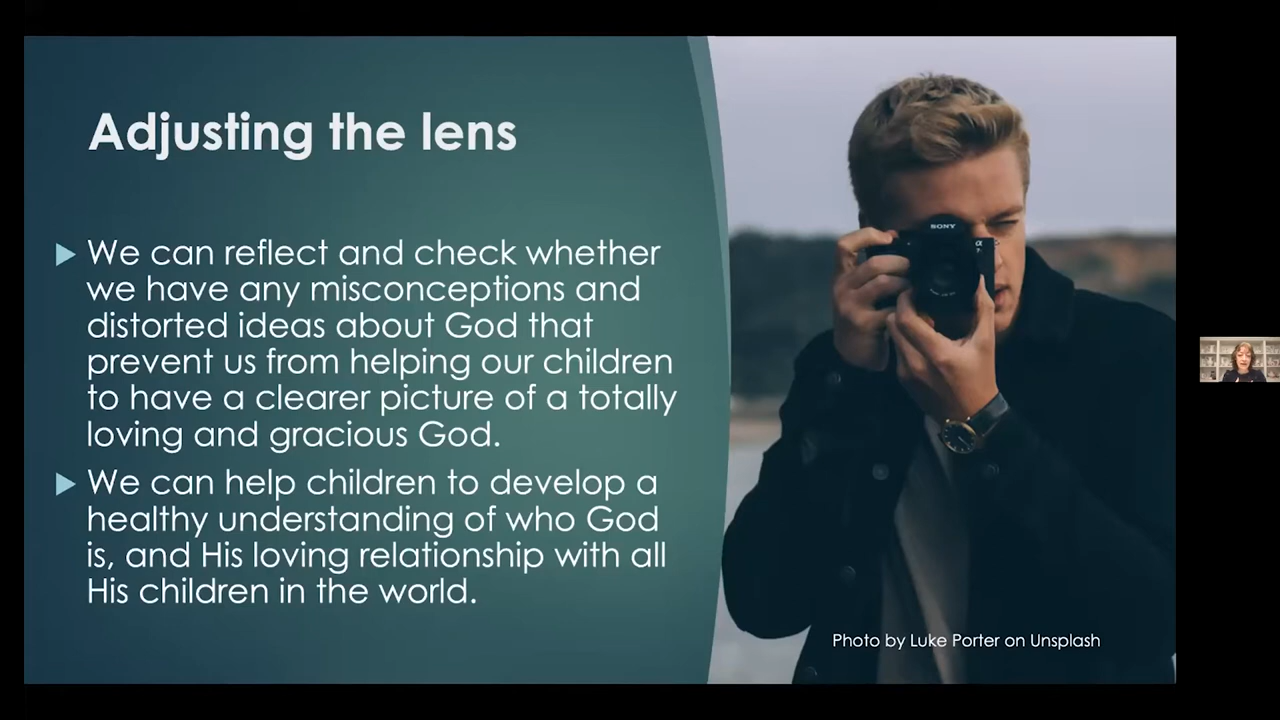 Adjusting the lens
We can reflect and check whether
we have any misconceptions and
distorted ideas about God that
prevent us from helping our children
to have a clearer picture of a totally
loving and gracious God.
We can help children to develop a
healthy understanding of who God
is, and His loving relationship with all
His children in the world.
SONY
α
Photo by Luke Porter on Unsplash